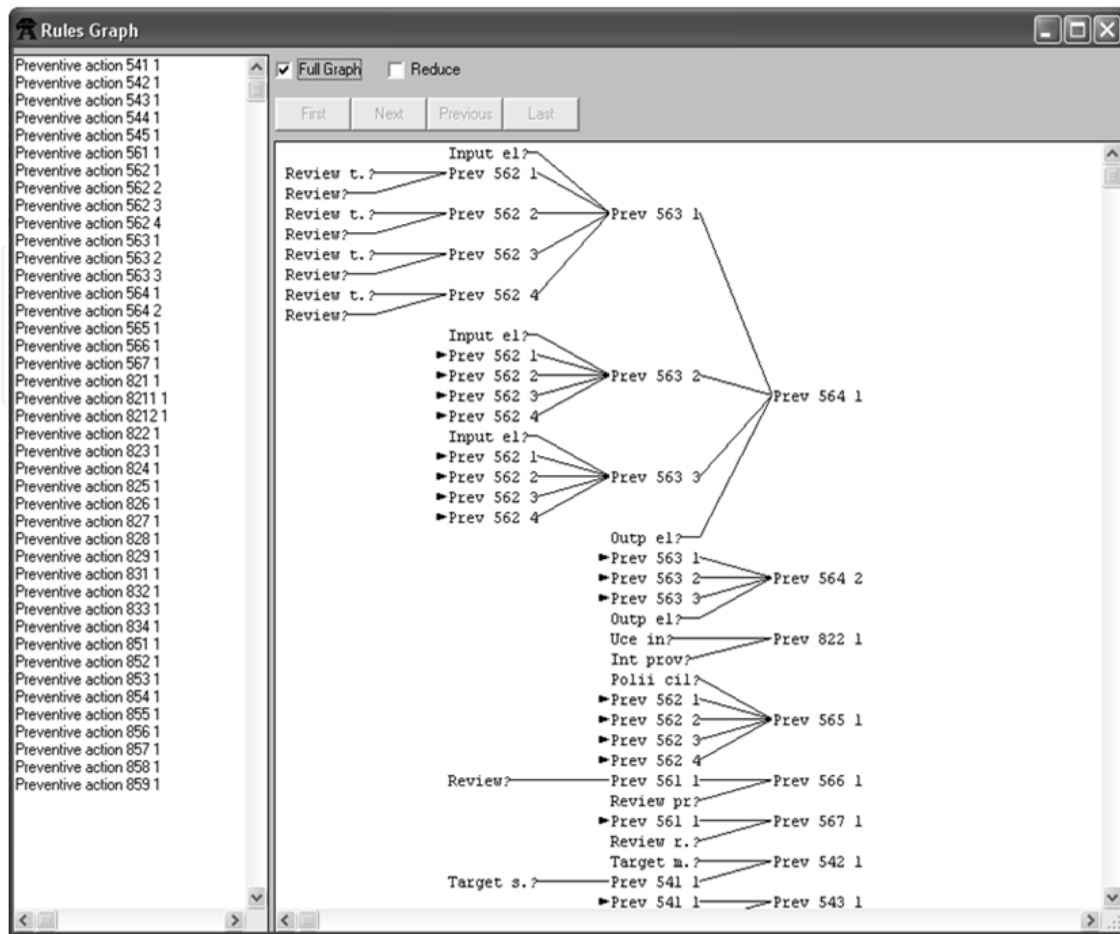 Rules Graph
Preventive action 541 1
Preventive action 542 1
Preventive action 543 1
Preventive action 544 1
Preventive action 545 1
Preventive action 561 1
Preventive action 562 1
Preventive action 562 2
Preventive action 562 3
Preventive action 562 4
Preventive action 563 1
Preventive action 563 2
Preventive action 563 3
Preventive action 564 1
Preventive action 564 2
Preventive action 565 1
Preventive action 566 1
Preventive action 567 1
Preventive action 821 1
Preventive action 8211 1
Preventive action 8212 1
Preventive action 822 1
Preventive action 823 1
Preventive action 824 1
Preventive action 825 1
Preventive action 826 1
Preventive action 827 1
Preventive action 828 1
Preventive action 829 1
Preventive action 831 1
Preventive action 832 1
Preventive action 833 1
Preventive action 834 1
Preventive action 851 1
Preventive action 852 1
Preventive action 853 1
Preventive action 854 1
Preventive action 855 1
Preventive action 856 1
Preventive action 857 1
Preventive action 858 1
Preventive action 859 1
Full Graph Reduce
First Next Previous Last
Input el?
Review t.? Prev 562 1
Review?
Review t.? Prev 562 2 Prev 563 1
Review?
Review t.? Prev 562 3
Review?
Review t.? Prev 562 4
Review?
Input el?
Prev 562 1
Prev 562 2 Prev 563 2
Prev 562 3 Prev 564 1
Prev 562 4
Input el?
Prev 562 1
Prev 562 2 Prev 563 3
Prev 562 3
Prev 562 4
Outp el?
Prev 563 1
Prev 563 2 Prev 564 2
Prev 563 3
Outp el?
Uce in? Prev 822 1
Int prov?
Polii cil?
Prev 562 1
Prev 562 2 Prev 565 1
Prev 562 3
Prev 562 4
Review? Prev 561 1 Prev 566 1
Review pr?
Prev 561 1 Prev 567 1
Review r.?
Target m.? Prev 542 1
Target s.? Prev 541 1
Prev 541 1 Prev 543 1